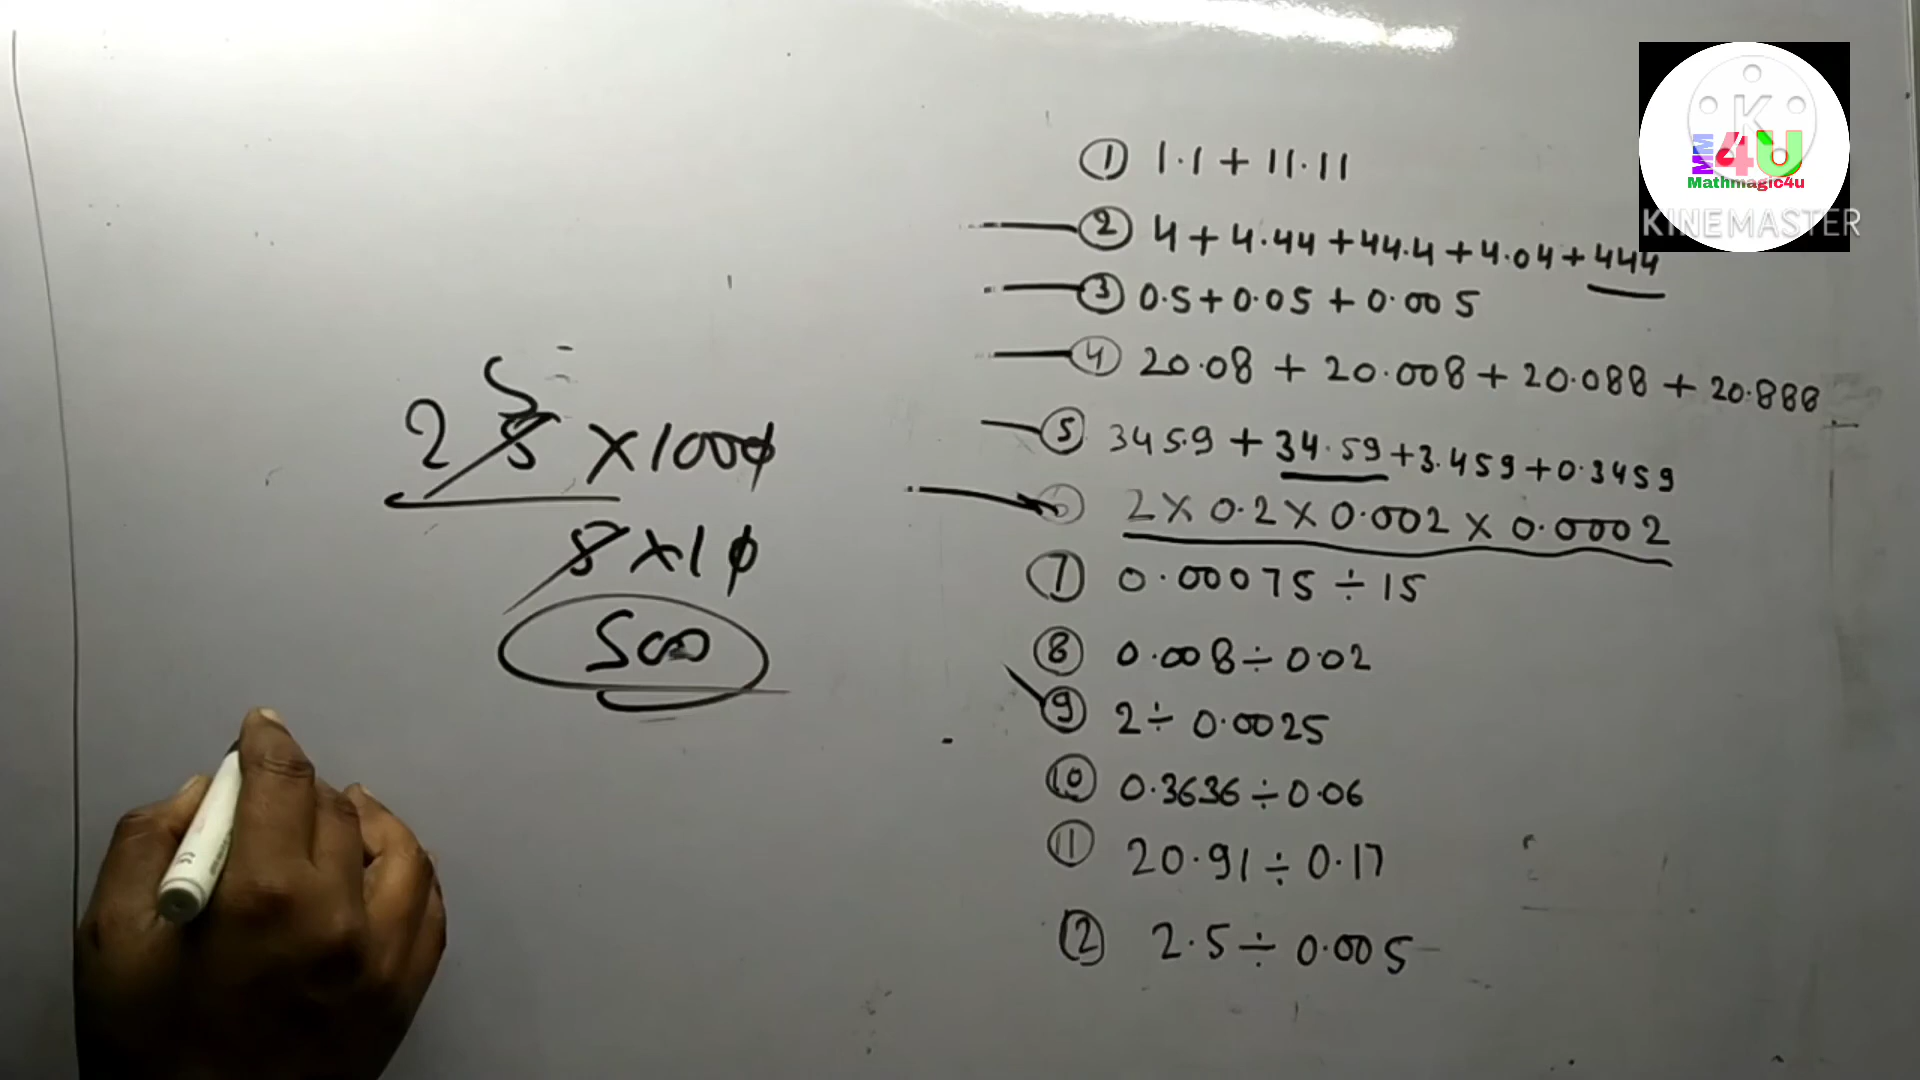 25 5 × 1000
5 × 10
500
① 1.1 + 11.11
② 4 + 4.44 + 44.4 + 4.04 + 444
③ 0.5 + 0.05 + 0.005
④ 20.08 + 20.008 + 20.088 + 20.888
⑤ 345.9 + 34.59 + 3.459 + 0.3459
⑥ 2 × 0.2 × 0.002 × 0.0002
⑦ 0.00075 ÷ 15
⑧ 0.008 ÷ 0.02
⑨ 2 ÷ 0.0025
⑩ 0.3636 ÷ 0.06
⑪ 20.91 ÷ 0.17
⑫ 2.5 ÷ 0.005
K
MM4U
Mathmagic4u
KINEMASTER